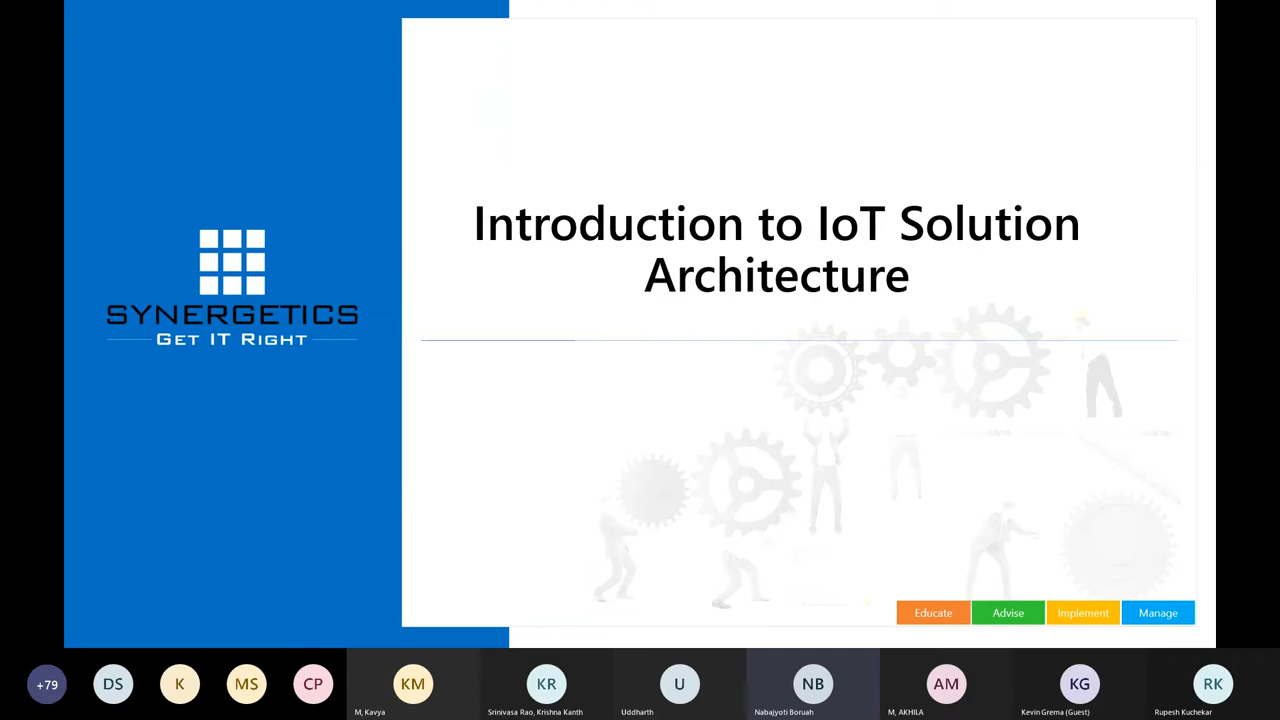 Introduction to IoT Solution
Architecture
SYNERGETICS
GET IT RIGHT
Educate
Advise
Implement
Manage
+79
DS
K
MS
CP
KM
M, Kavya
KR
Srinivasa Rao, Krishna Kanth
U
Uddharth
NB
Nabajyoti Boruah
AM
M, AKHILA
KG
Kevin Grema (Guest)
RK
Rupesh Kuchekar